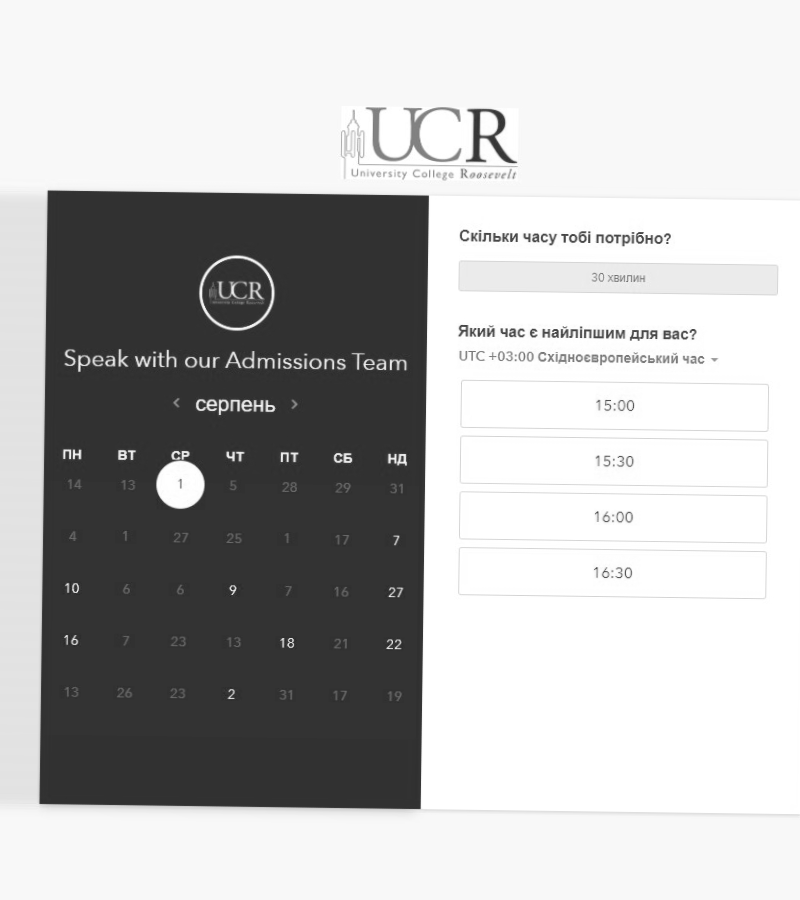 UCR
University College Roosevelt
UCR
University College Roosevelt
Speak with our Admissions Team
серпень
ПН ВТ СР ЧТ ПТ СБ НД
14 13 1 5 28 29 31
4 1 27 25 1 17 7
10 6 6 9 7 16 27
16 7 23 13 18 21 22
13 26 23 2 31 17 19
Скільки часу тобі потрібно?
30 хвилин
Який час є найліпшим для вас?
UTC +03:00 Східноєвропейський час
15:00
15:30
16:00
16:30